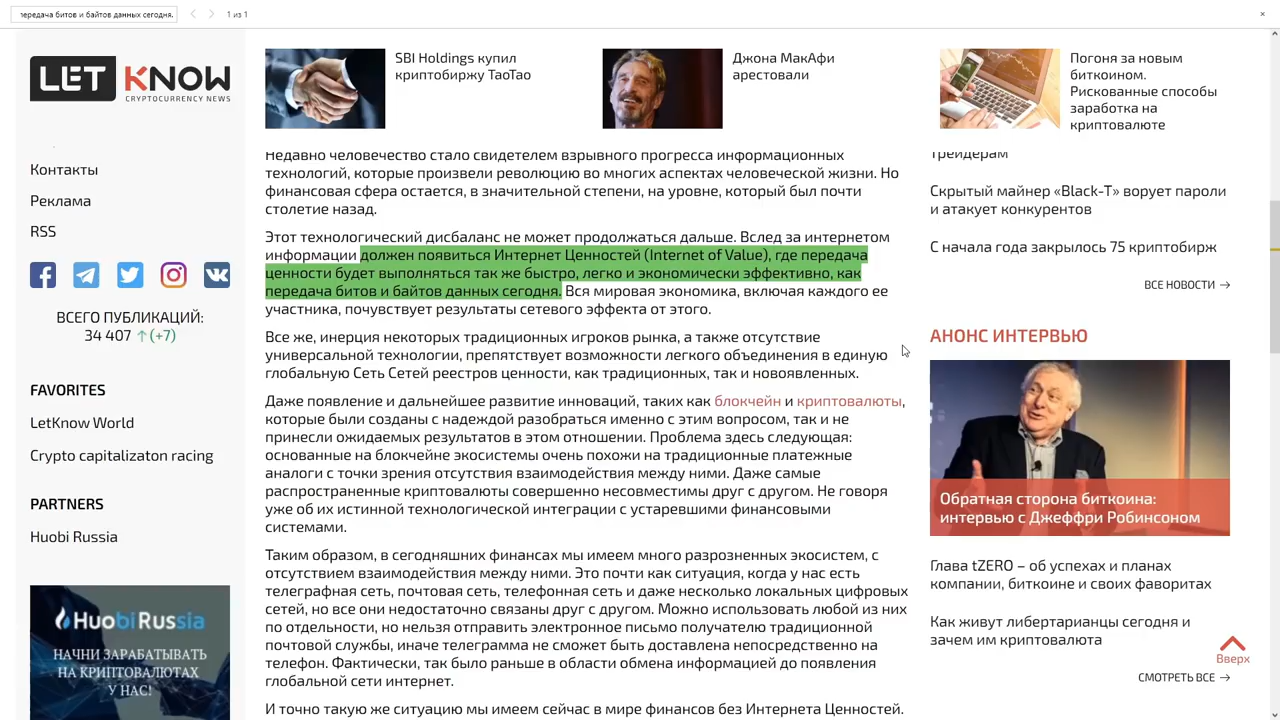 передача битов и байтов данных сегодня.
1 из 1
LET KNOW
CRYPTOCURRENCY NEWS
SBI Holdings купил
криптобиржу TaoTao
Джона МакАфи
арестовали
Погоня за новым
биткоином.
Рискованные способы
заработка на
криптовалюте
Контакты
Реклама
RSS
ВСЕГО ПУБЛИКАЦИЙ:
34 407 ↑ (+7)
FAVORITES
LetKnow World
Crypto capitalizaton racing
PARTNERS
Huobi Russia
HuobiRussia
НАЧНИ ЗАРАБАТЫВАТЬ
НА КРИПТОВАЛЮТАХ
У НАС!
Недавно человечество стало свидетелем взрывного прогресса информационных
технологий, которые произвели революцию во многих аспектах человеческой жизни. Но
финансовая сфера остается, в значительной степени, на уровне, который был почти
столетие назад.
Этот технологический дисбаланс не может продолжаться дальше. Вслед за интернетом
информации должен появиться Интернет Ценностей (Internet of Value), где передача
ценности будет выполняться так же быстро, легко и экономически эффективно, как
передача битов и байтов данных сегодня. Вся мировая экономика, включая каждого ее
участника, почувствует результаты сетевого эффекта от этого.
Все же, инерция некоторых традиционных игроков рынка, а также отсутствие
универсальной технологии, препятствует возможности легкого объединения в единую
глобальную Сеть Сетей реестров ценности, как традиционных, так и новоявленных.
Даже появление и дальнейшее развитие инноваций, таких как блокчейн и криптовалюты,
которые были созданы с надеждой разобраться именно с этим вопросом, так и не
принесли ожидаемых результатов в этом отношении. Проблема здесь следующая:
основанные на блокчейне экосистемы очень похожи на традиционные платежные
аналоги с точки зрения отсутствия взаимодействия между ними. Даже самые
распространенные криптовалюты совершенно несовместимы друг с другом. Не говоря
уже об их истинной технологической интеграции с устаревшими финансовыми
системами.
Таким образом, в сегодняшних финансах мы имеем много разрозненных экосистем, с
отсутствием взаимодействия между ними. Это почти как ситуация, когда у нас есть
телеграфная сеть, почтовая сеть, телефонная сеть и даже несколько локальных цифровых
сетей, но все они недостаточно связаны друг с другом. Можно использовать любой из них
по отдельности, но нельзя отправить электронное письмо получателю традиционной
почтовой службы, иначе телеграмма не сможет быть доставлена непосредственно на
телефон. Фактически, так было раньше в области обмена информацией до появления
глобальной сети интернет.
И точно такую же ситуацию мы имеем сейчас в мире финансов без Интернета Ценностей.
трейдерам
Скрытый майнер «Black-T» ворует пароли
и атакует конкурентов
С начала года закрылось 75 криптобирж
ВСЕ НОВОСТИ →
АНОНС ИНТЕРВЬЮ
Обратная сторона биткоина:
интервью с Джеффри Робинсоном
Глава tZERO – об успехах и планах
компании, биткоине и своих фаворитах
Как живут либертарианцы сегодня и
зачем им криптовалюта
Вверх
СМОТРЕТЬ ВСЕ →